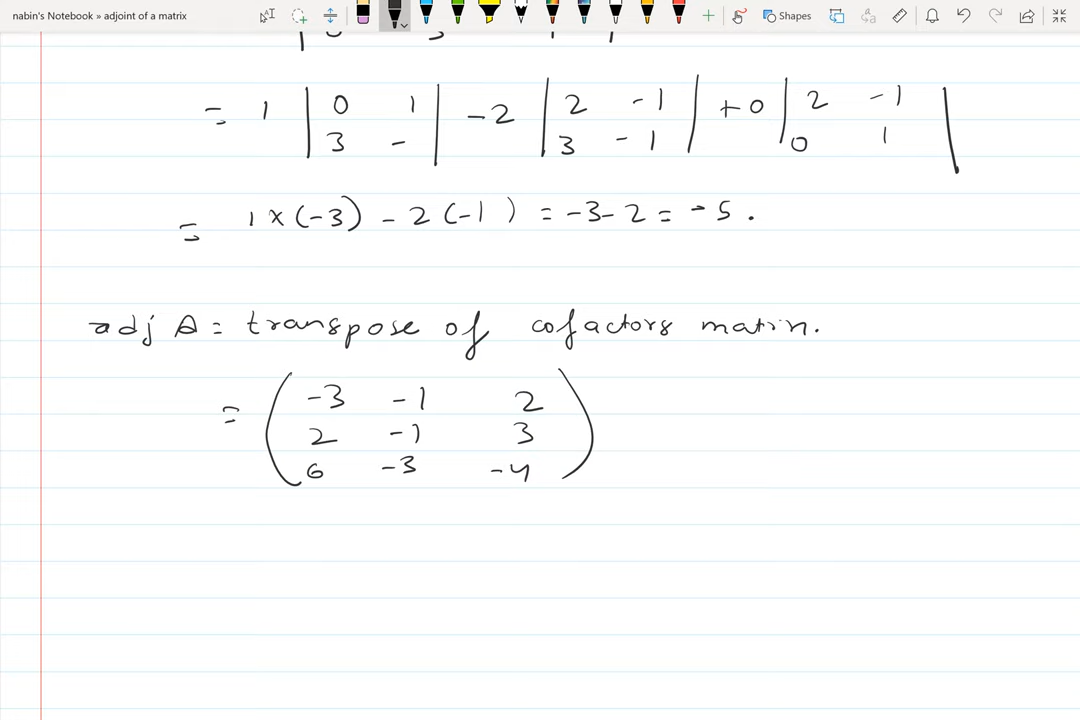 nabin's Notebook » adjoint of a matrix
Shapes
= 1 | 0 1 | -2 | 2 -1 | +0 | 2 -1 |
| 3 - | | 3 -1 | | 0 1 |
= 1 × (-3) - 2 (-1) = -3 - 2 = -5.
adj A = transpose of cofactors matrix.
= ( -3 -1 2
2 -1 3
6 -3 -4 )